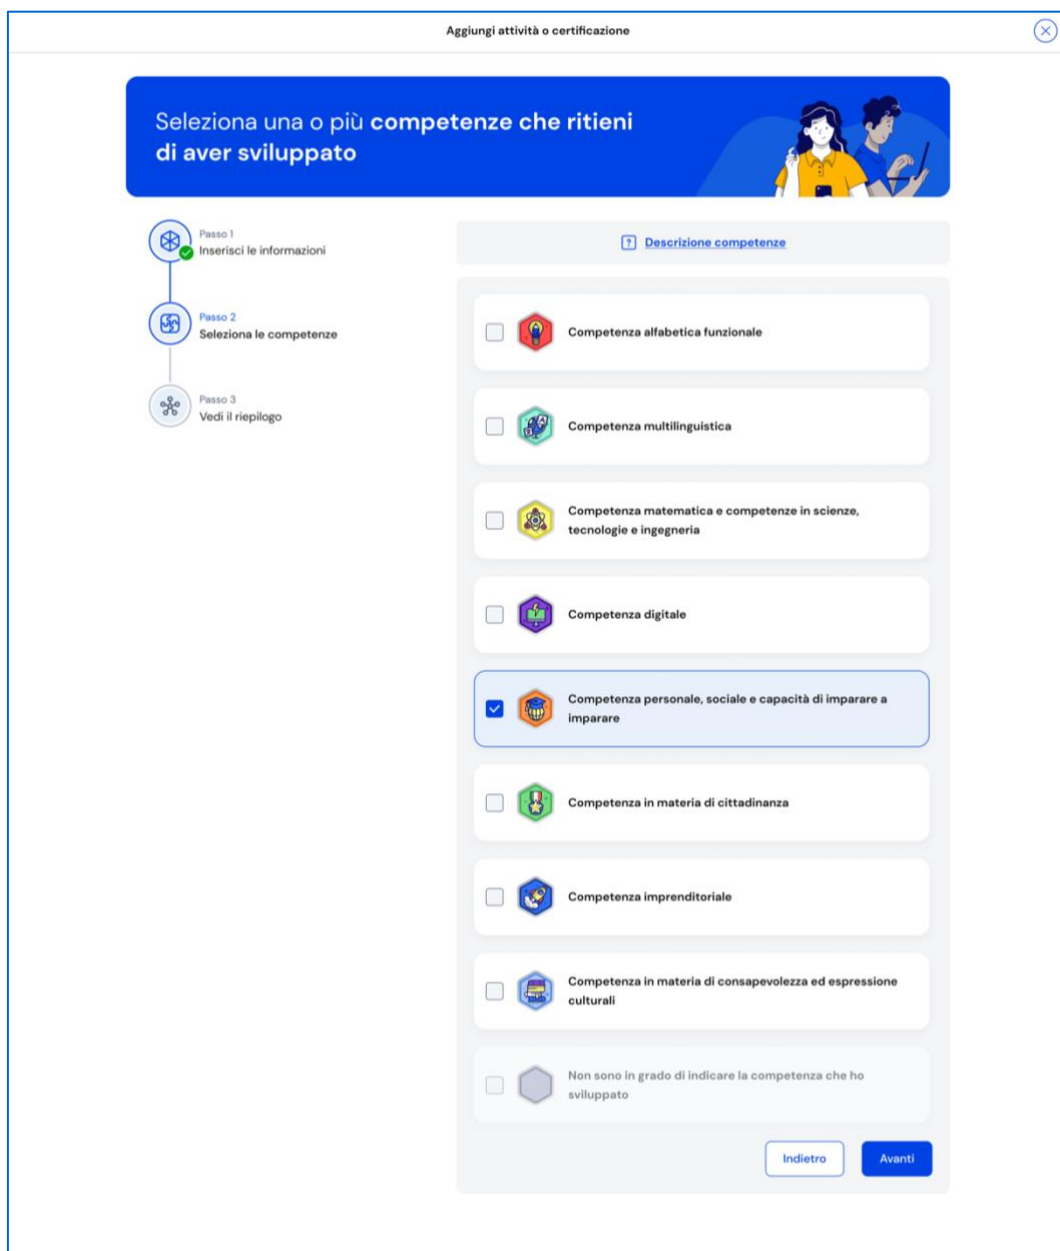 Aggiungi attività o certificazione
Seleziona una o più competenze che ritieni
di aver sviluppato
Passo 1
Inserisci le informazioni
Passo 2
Seleziona le competenze
Passo 3
Vedi il riepilogo
Descrizione competenze
Competenza alfabetica funzionale
Competenza multilinguistica
Competenza matematica e competenze in scienze,
tecnologie e ingegneria
Competenza digitale
Competenza personale, sociale e capacità di imparare a
imparare
Competenza in materia di cittadinanza
Competenza imprenditoriale
Competenza in materia di consapevolezza ed espressione
culturali
Non sono in grado di indicare la competenza che ho
sviluppato
Indietro
Avanti